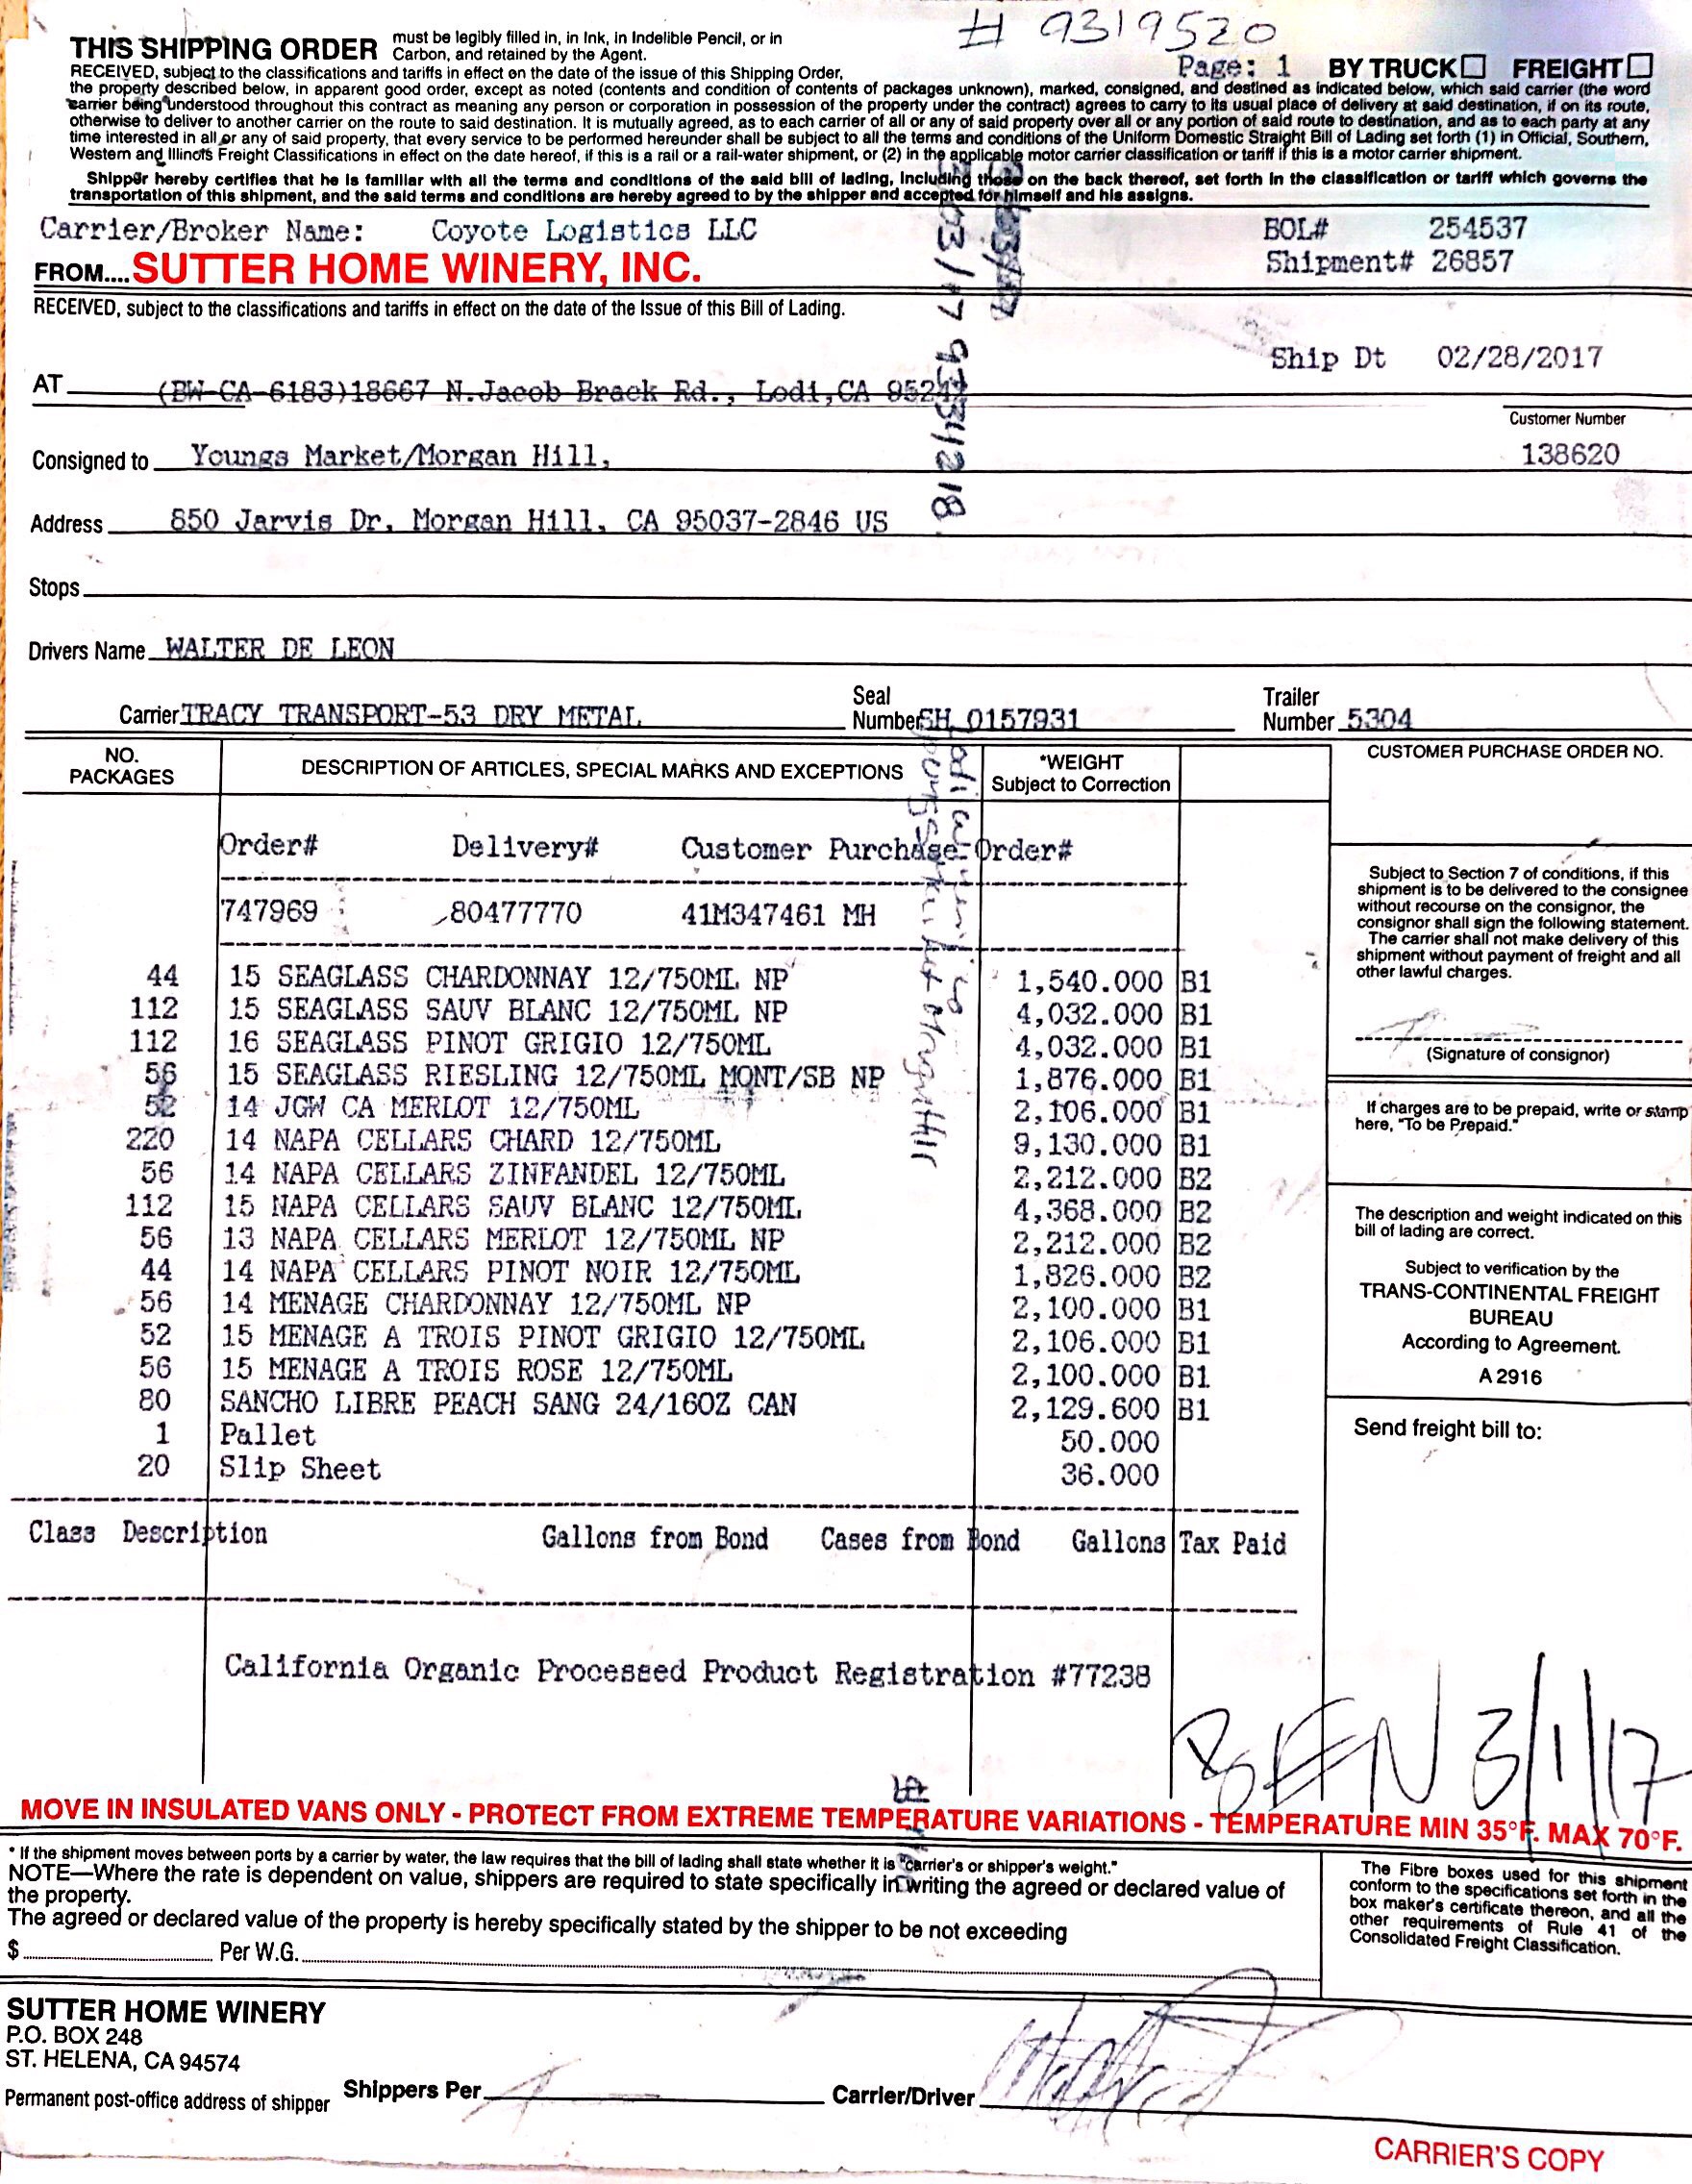 # 9319520
THIS SHIPPING ORDER must be legibly filled in, in Ink, in Indelible Pencil, or in Carbon, and retained by the Agent.
Page: 1 BY TRUCK☐ FREIGHT☐
RECEIVED, subject to the classifications and tariffs in effect on the date of the issue of this Shipping Order,
the property described below, in apparent good order, except as noted (contents and condition of contents of packages unknown), marked, consigned, and destined as indicated below, which said carrier (the word
carrier being understood throughout this contract as meaning any person or corporation in possession of the property under the contract) agrees to carry to its usual place of delivery at said destination, if on its route,
otherwise to deliver to another carrier on the route to said destination. It is mutually agreed, as to each carrier of all or any of said property over all or any portion of said route to destination, and as to each party at any
time interested in all or any of said property, that every service to be performed hereunder shall be subject to all the terms and conditions of the Uniform Domestic Straight Bill of Lading set forth (1) in Official, Southern,
Western and Illinois Freight Classifications in effect on the date hereof, if this is a rail or a rail-water shipment, or (2) in the applicable motor carrier classification or tariff if this is a motor carrier shipment.
Shipper hereby certifies that he is familiar with all the terms and conditions of the said bill of lading, including those on the back thereof, set forth in the classification or tariff which governs the
transportation of this shipment, and the said terms and conditions are hereby agreed to by the shipper and accepted for himself and his assigns.
Carrier/Broker Name: Coyote Logistics LLC
BOL# 254537
FROM.... SUTTER HOME WINERY, INC.
Shipment# 26857
RECEIVED, subject to the classifications and tariffs in effect on the date of the Issue of this Bill of Lading.
Ship Dt 02/28/2017
AT (BW-CA-6183)18667 N.Jacob Brack Rd., Lodi,CA 95242
Customer Number
138620
Consigned to Youngs Market/Morgan Hill,
Address 850 Jarvis Dr, Morgan Hill, CA 95037-2846 US
Stops
Drivers Name WALTER DE LEON
Carrier TRACY TRANSPORT-53 DRY METAL
Seal Number SH 0157931
Trailer Number 5304
NO. PACKAGES
DESCRIPTION OF ARTICLES, SPECIAL MARKS AND EXCEPTIONS
*WEIGHT Subject to Correction
CUSTOMER PURCHASE ORDER NO.
Order# Delivery# Customer Purchase Order#
747969 80477770 41M347461 MH
44 15 SEAGLASS CHARDONNAY 12/750ML NP 1,540.000 B1
112 15 SEAGLASS SAUV BLANC 12/750ML NP 4,032.000 B1
112 16 SEAGLASS PINOT GRIGIO 12/750ML 4,032.000 B1
56 15 SEAGLASS RIESLING 12/750ML MONT/SB NP 1,876.000 B1
52 14 JGW CA MERLOT 12/750ML 2,106.000 B1
220 14 NAPA CELLARS CHARD 12/750ML 9,130.000 B1
56 14 NAPA CELLARS ZINFANDEL 12/750ML 2,212.000 B2
112 15 NAPA CELLARS SAUV BLANC 12/750ML 4,368.000 B2
56 13 NAPA CELLARS MERLOT 12/750ML NP 2,212.000 B2
44 14 NAPA CELLARS PINOT NOIR 12/750ML 1,826.000 B2
56 14 MENAGE CHARDONNAY 12/750ML NP 2,100.000 B1
52 15 MENAGE A TROIS PINOT GRIGIO 12/750ML 2,106.000 B1
56 15 MENAGE A TROIS ROSE 12/750ML 2,100.000 B1
80 SANCHO LIBRE PEACH SANG 24/16OZ CAN 2,129.600 B1
1 Pallet 50.000
20 Slip Sheet 36.000
Class Description Gallons from Bond Cases from Bond Gallons Tax Paid
California Organic Processed Product Registration #77238
Subject to Section 7 of conditions, if this
shipment is to be delivered to the consignee
without recourse on the consignor, the
consignor shall sign the following statement.
The carrier shall not make delivery of this
shipment without payment of freight and all
other lawful charges.
(Signature of consignor)
If charges are to be prepaid, write or stamp
here, "To be Prepaid."
The description and weight indicated on this
bill of lading are correct.
Subject to verification by the
TRANS-CONTINENTAL FREIGHT
BUREAU
According to Agreement.
A 2916
Send freight bill to:
BEN 3/1/17
MOVE IN INSULATED VANS ONLY - PROTECT FROM EXTREME TEMPERATURE VARIATIONS - TEMPERATURE MIN 35°F. MAX 70°F.
* If the shipment moves between ports by a carrier by water, the law requires that the bill of lading shall state whether it is "carrier's or shipper's weight."
NOTE—Where the rate is dependent on value, shippers are required to state specifically in writing the agreed or declared value of
the property.
The agreed or declared value of the property is hereby specifically stated by the shipper to be not exceeding
$ Per W.G.
The Fibre boxes used for this shipment
conform to the specifications set forth in the
box maker's certificate thereon, and all the
other requirements of Rule 41 of the
Consolidated Freight Classification.
SUTTER HOME WINERY
P.O. BOX 248
ST. HELENA, CA 94574
Permanent post-office address of shipper
Shippers Per
Carrier/Driver
CARRIER'S COPY